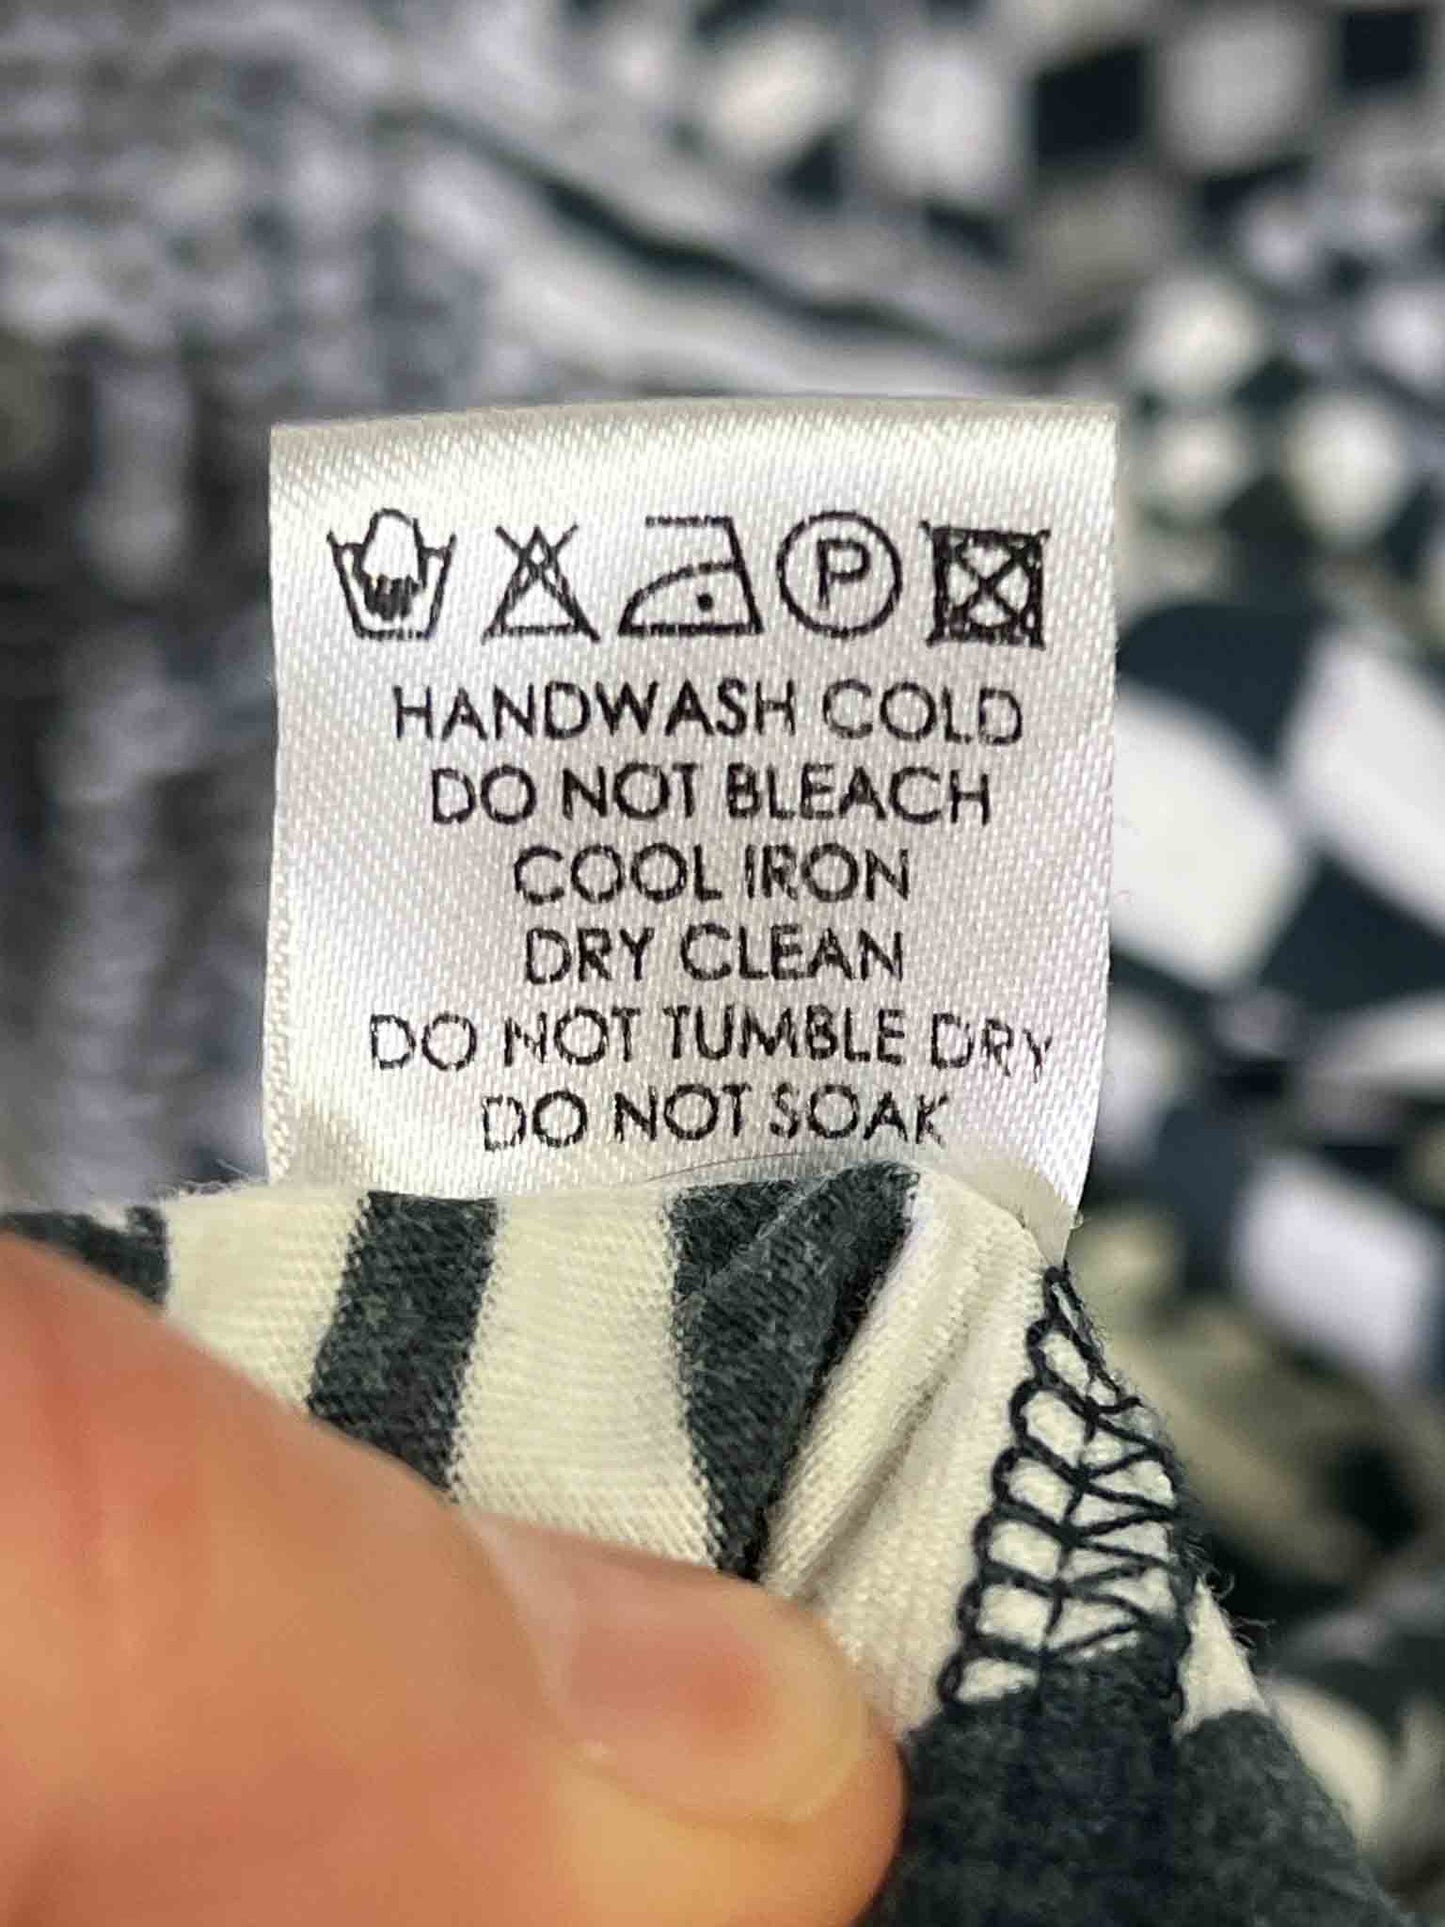 P
HANDWASH COLD
DO NOT BLEACH
COOL IRON
DRY CLEAN
DO NOT TUMBLE DRY
DO NOT SOAK